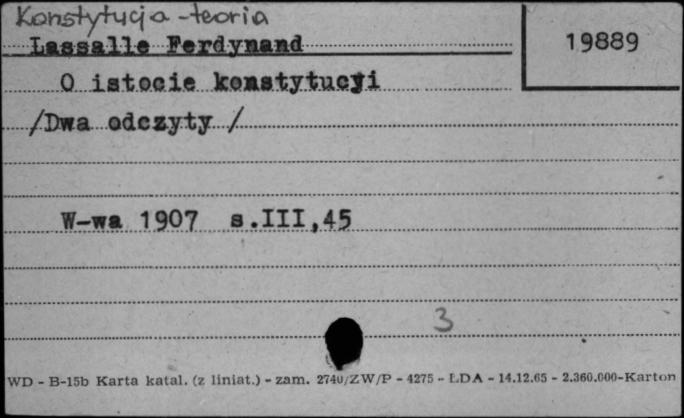 Konstytucja - teoria
Lassalle Ferdynand
19889
O istocie konstytucyi
/Dwa odczyty /
W-wa 1907 s.III,45
3
WD - B-15b Karta katal. (z liniat.) - zam. 2740/ZW/P - 4275 - LDA - 14.12.65 - 2.360.000-Karton